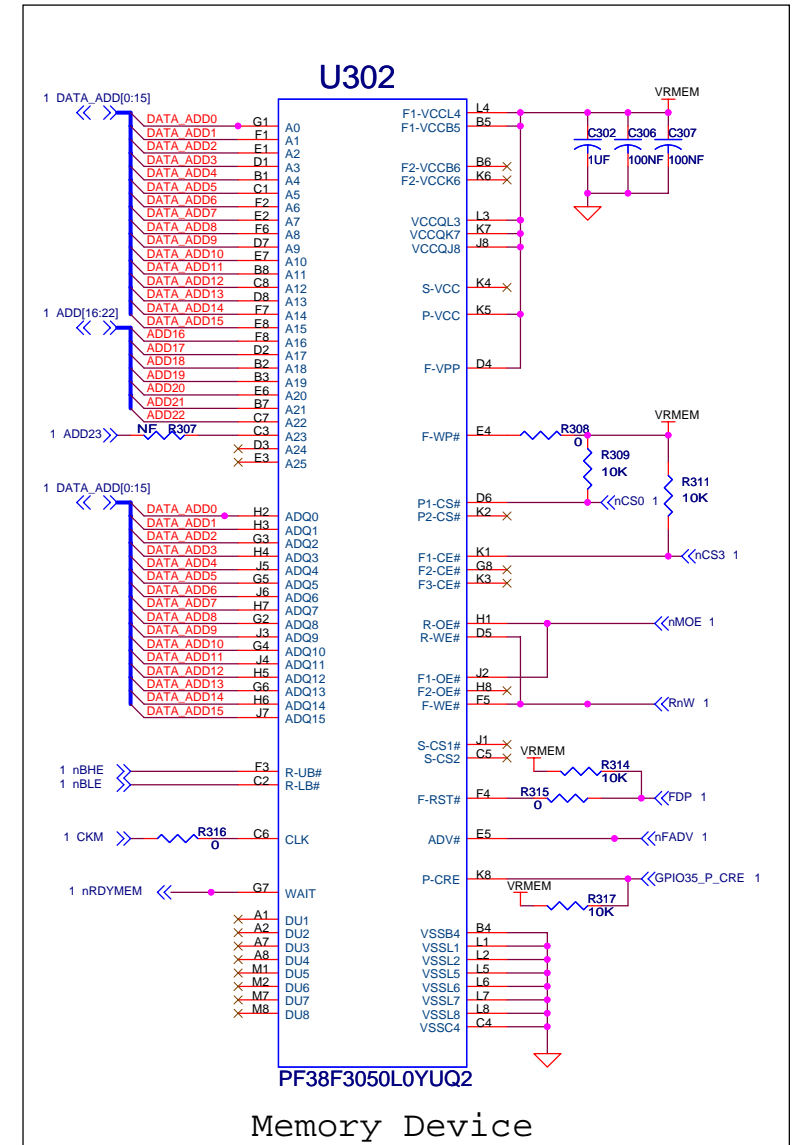 U302
1 DATA_ADD[0:15]
DATA_ADD0 G1 A0
DATA_ADD1 F1 A1
DATA_ADD2 E1 A2
DATA_ADD3 D1 A3
DATA_ADD4 B1 A4
DATA_ADD5 C1 A5
DATA_ADD6 F2 A6
DATA_ADD7 E2 A7
DATA_ADD8 F6 A8
DATA_ADD9 D7 A9
DATA_ADD10 E7 A10
DATA_ADD11 B8 A11
DATA_ADD12 C8 A12
DATA_ADD13 D8 A13
DATA_ADD14 F7 A14
DATA_ADD15 E8 A15
1 ADD[16:22]
ADD16 F8 A16
ADD17 D2 A17
ADD18 B2 A18
ADD19 B3 A19
ADD20 E6 A20
ADD21 B7 A21
ADD22 C7 A22
1 ADD23 NF R307 C3 A23
D3 A24
E3 A25
1 DATA_ADD[0:15]
DATA_ADD0 H2 ADQ0
DATA_ADD1 H3 ADQ1
DATA_ADD2 G3 ADQ2
DATA_ADD3 H4 ADQ3
DATA_ADD4 J5 ADQ4
DATA_ADD5 G5 ADQ5
DATA_ADD6 J6 ADQ6
DATA_ADD7 H7 ADQ7
DATA_ADD8 G2 ADQ8
DATA_ADD9 J3 ADQ9
DATA_ADD10 G4 ADQ10
DATA_ADD11 J4 ADQ11
DATA_ADD12 H5 ADQ12
DATA_ADD13 G6 ADQ13
DATA_ADD14 H6 ADQ14
DATA_ADD15 J7 ADQ15
1 nBHE F3 R-UB#
1 nBLE C2 R-LB#
1 CKM R316 0 C6 CLK
1 nRDYMEM G7 WAIT
A1 DU1
A2 DU2
A7 DU3
A8 DU4
M1 DU5
M2 DU6
M7 DU7
M8 DU8
VRMEM
F1-VCCL4 L4
F1-VCCB5 B5
C302 C306 C307
1UF 100NF 100NF
F2-VCCB6 B6
F2-VCCK6 K6
VCCQL3 L3
VCCQK7 K7
VCCQJ8 J8
S-VCC K4
P-VCC K5
F-VPP D4
VRMEM
F-WP# E4 R308 0
R309 10K
R311 10K
P1-CS# D6 nCS0 1
P2-CS# K2
F1-CE# K1 nCS3 1
F2-CE# G8
F3-CE# K3
R-OE# H1 nMOE 1
R-WE# D5
F1-OE# J2
F2-OE# H8
F-WE# F5 RnW 1
S-CS1# J1
S-CS2 C5
VRMEM R314 10K
F-RST# F4 R315 0 FDP 1
ADV# E5 nFADV 1
P-CRE K8 GPIO35_P_CRE 1
VRMEM R317 10K
VSSB4 B4
VSSL1 L1
VSSL2 L2
VSSL5 L5
VSSL6 L6
VSSL7 L7
VSSL8 L8
VSSC4 C4
PF38F3050L0YUQ2
Memory Device